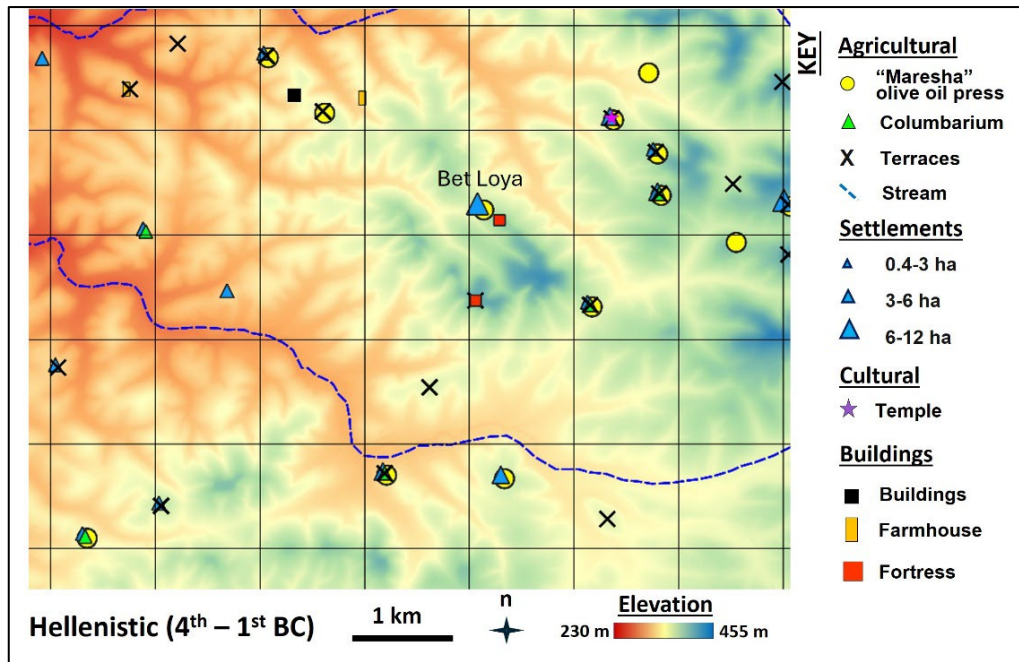 Bet Loya
KEY
Agricultural
“Maresha”
olive oil press
Columbarium
Terraces
Stream
Settlements
0.4-3 ha
3-6 ha
6-12 ha
Cultural
Temple
Buildings
Buildings
Farmhouse
Fortress
Hellenistic (4th – 1st BC)
1 km
n
Elevation
230 m
455 m